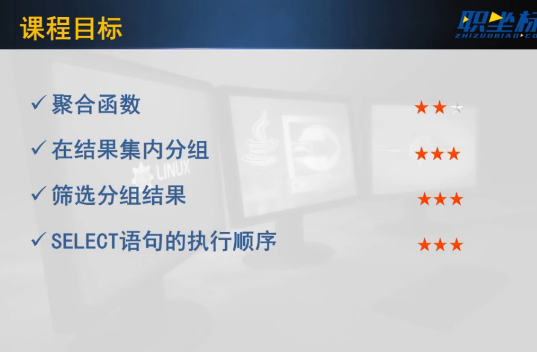 课程目标
职坐标
ZHIZUOBIAO.CO
✓ 聚合函数 ★★☆
✓ 在结果集内分组 ★★★
LINUX
✓ 筛选分组结果 ★★★
✓ SELECT语句的执行顺序 ★★★